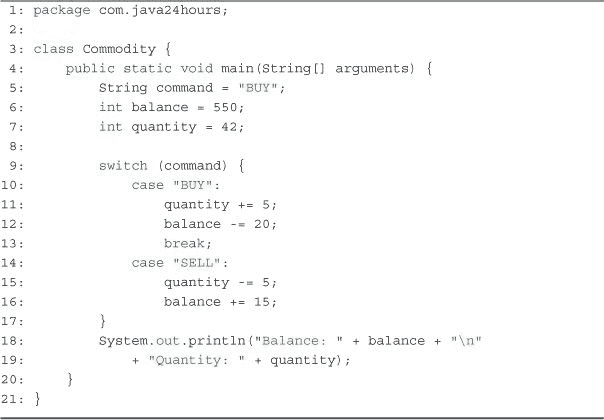 1: package com.java24hours;
2:
3: class Commodity {
4:     public static void main(String[] arguments) {
5:         String command = "BUY";
6:         int balance = 550;
7:         int quantity = 42;
8:
9:         switch (command) {
10:             case "BUY":
11:                 quantity += 5;
12:                 balance -= 20;
13:                 break;
14:             case "SELL":
15:                 quantity -= 5;
16:                 balance += 15;
17:         }
18:         System.out.println("Balance: " + balance + "\n"
19:             + "Quantity: " + quantity);
20:     }
21: }